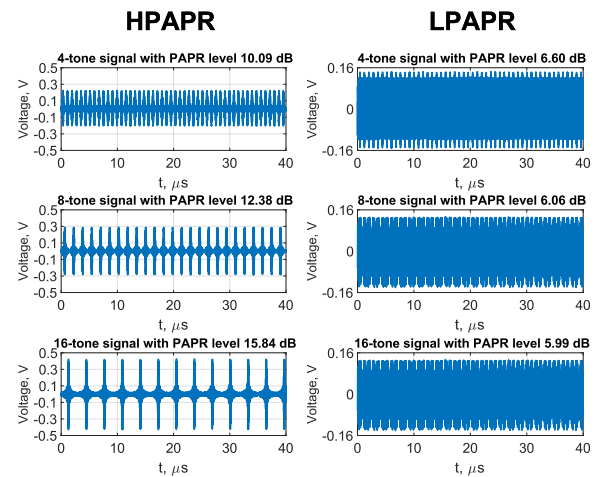 HPAPR
LPAPR
4-tone signal with PAPR level 10.09 dB
0.5
0.3
0.1
-0.1
-0.3
-0.5
Voltage, V
0
10
20
30
40
t, μs
4-tone signal with PAPR level 6.60 dB
0.16
0
-0.16
Voltage, V
0
10
20
30
40
t, μs
8-tone signal with PAPR level 12.38 dB
0.5
0.3
0.1
-0.1
-0.3
-0.5
Voltage, V
0
10
20
30
40
t, μs
8-tone signal with PAPR level 6.06 dB
0.16
0
-0.16
Voltage, V
0
10
20
30
40
t, μs
16-tone signal with PAPR level 15.84 dB
0.5
0.3
0.1
-0.1
-0.3
-0.5
Voltage, V
0
10
20
30
40
t, μs
16-tone signal with PAPR level 5.99 dB
0.16
0
-0.16
Voltage, V
0
10
20
30
40
t, μs